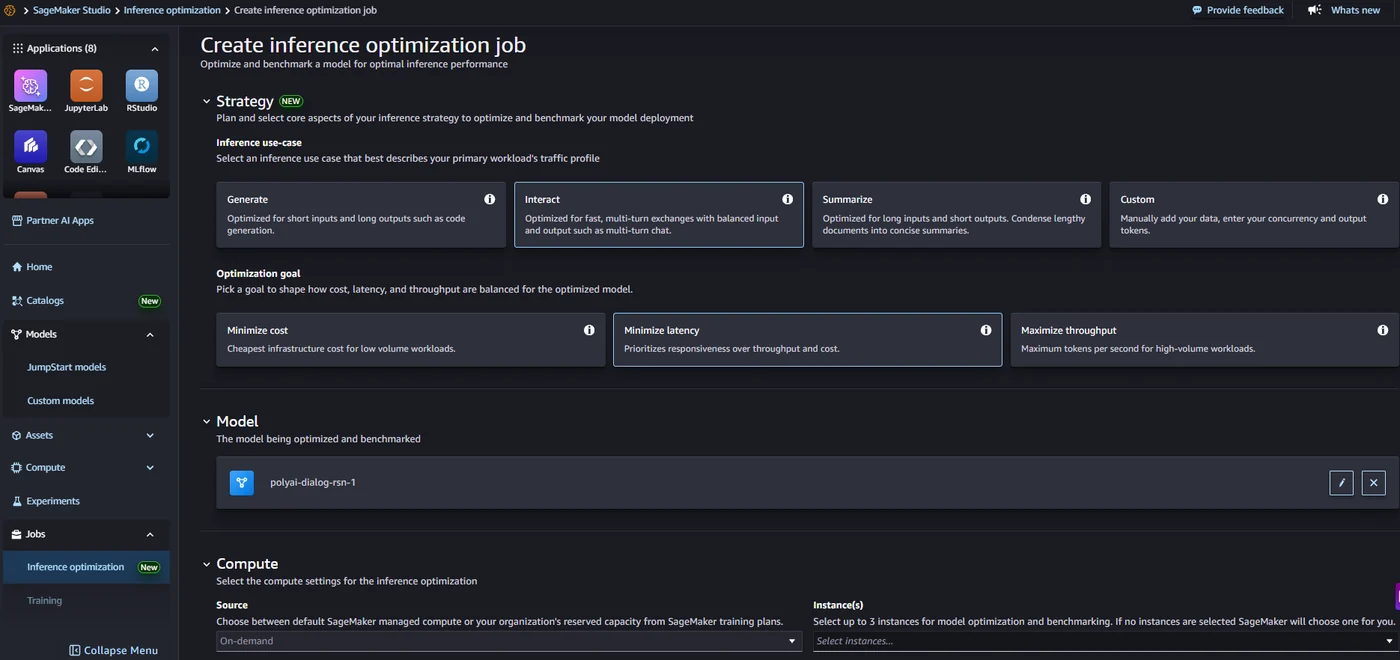 SageMaker Studio > Inference optimization > Create inference optimization job
Provide feedback
Whats new
Applications (8)
SageMak...
JupyterLab
RStudio
Canvas
Code Edi...
MLflow
Partner AI Apps
Home
Catalogs New
Models
JumpStart models
Custom models
Assets
Compute
Experiments
Jobs
Inference optimization New
Training
Collapse Menu
Create inference optimization job
Optimize and benchmark a model for optimal inference performance
Strategy NEW
Plan and select core aspects of your inference strategy to optimize and benchmark your model deployment
Inference use-case
Select an inference use case that best describes your primary workload's traffic profile
Generate
Optimized for short inputs and long outputs such as code
generation.
Interact
Optimized for fast, multi-turn exchanges with balanced input
and output such as multi-turn chat.
Summarize
Optimized for long inputs and short outputs. Condense lengthy
documents into concise summaries.
Custom
Manually add your data, enter your concurrency and output
tokens.
Optimization goal
Pick a goal to shape how cost, latency, and throughput are balanced for the optimized model.
Minimize cost
Cheapest infrastructure cost for low volume workloads.
Minimize latency
Prioritizes responsiveness over throughput and cost.
Maximize throughput
Maximum tokens per second for high-volume workloads.
Model
The model being optimized and benchmarked
polyai-dialog-rsn-1
Compute
Select the compute settings for the inference optimization
Source
Choose between default SageMaker managed compute or your organization's reserved capacity from SageMaker training plans.
On-demand
Instance(s)
Select up to 3 instances for model optimization and benchmarking. If no instances are selected SageMaker will choose one for you.
Select instances...